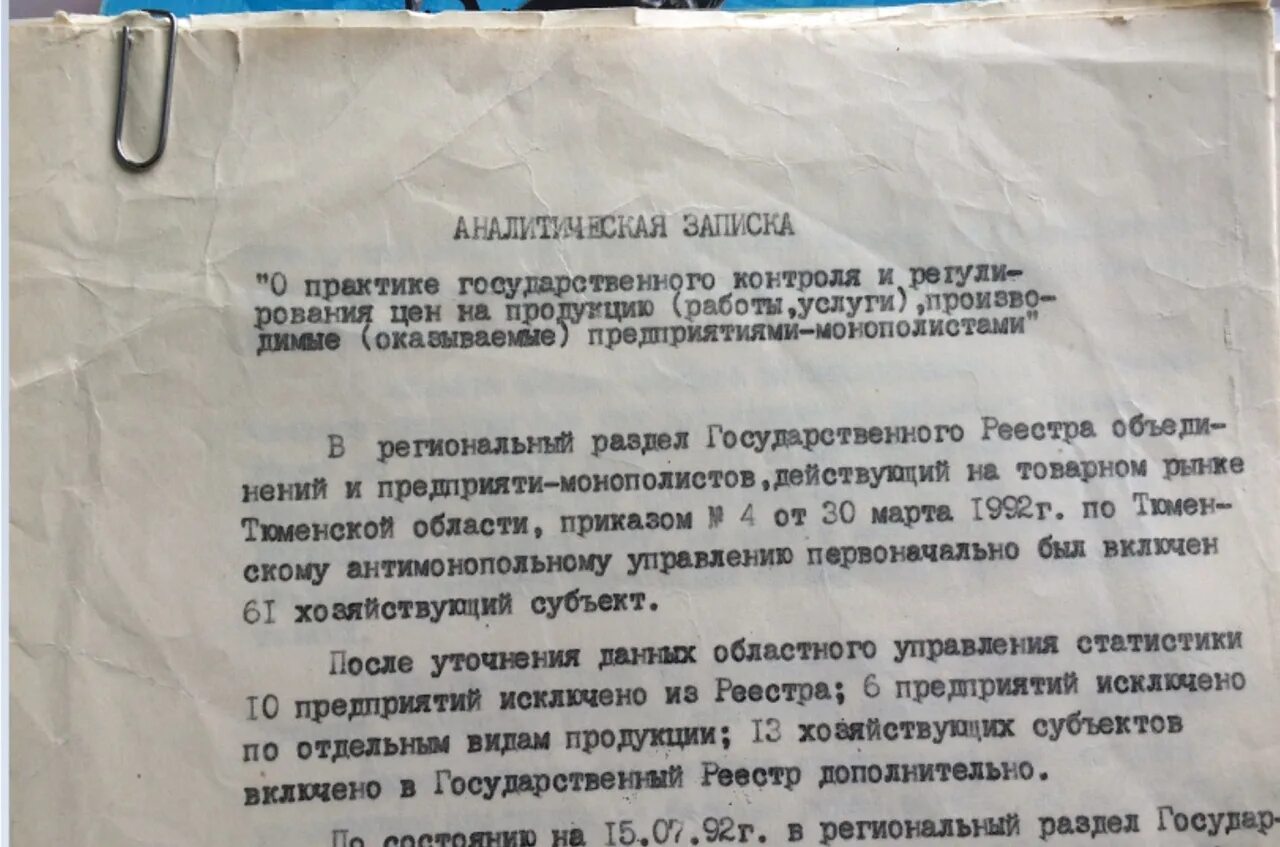 АНАЛИТИЧЕСКАЯ ЗАПИСКА
"О практике государственного контроля и регули-
рования цен на продукцию (работы,услуги),произво-
димые (оказываемые) предприятиями-монополистами"
В региональный раздел Государственного Реестра объеди-
нений и предприяти-монополистов,действующий на товарном рынке
Тюменской области, приказом № 4 от 30 марта 1992г. по Тюмен-
скому антимонопольному управлению первоначально был включен
61 хозяйствующий субъект.
После уточнения данных областного управления статистики
10 предприятий исключено из Реестра; 6 предприятий исключено
по отдельным видам продукции; 13 хозяйствующих субъектов
включено в Государственный Реестр дополнительно.
По состоянию на 15.07.92г. в региональный раздел Государ-